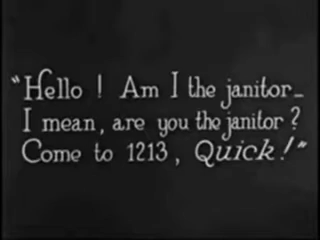 "Hello! Am I the janitor_
I mean, are you the janitor?
Come to 1213, Quick!"